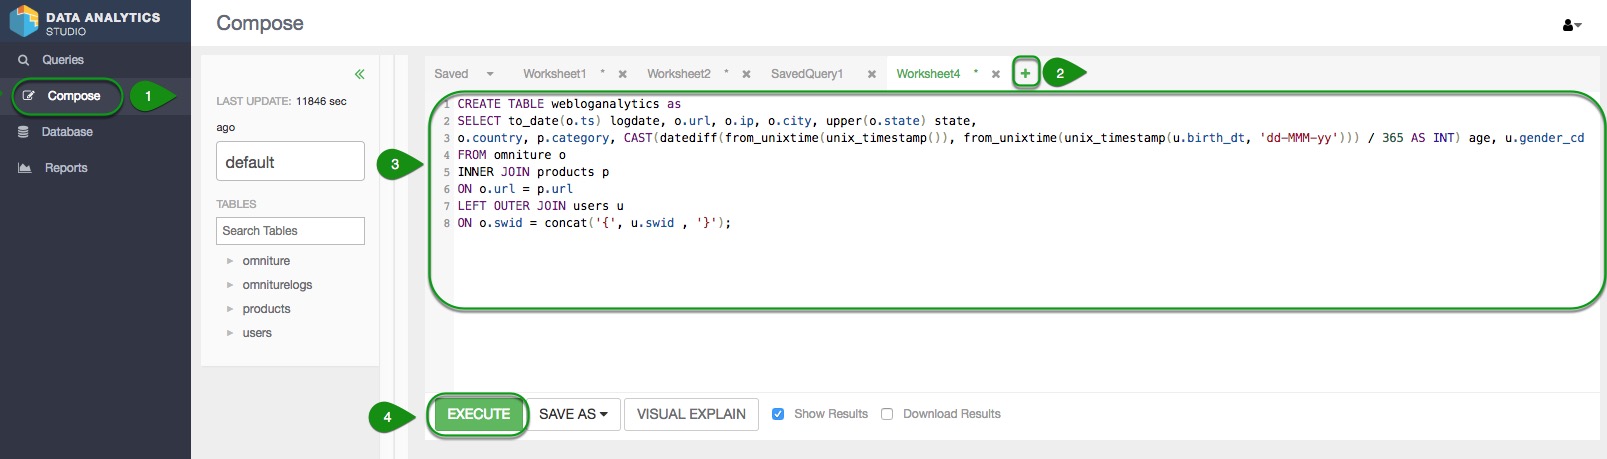 DATA ANALYTICS
STUDIO
Compose
Queries
Compose
1
Database
Reports
LAST UPDATE: 11846 sec
ago
default
TABLES
Search Tables
omniture
omniturelogs
products
users
Saved Worksheet1 * Worksheet2 * SavedQuery1 Worksheet4 * + 2
3
1 CREATE TABLE webloganalytics as
2 SELECT to_date(o.ts) logdate, o.url, o.ip, o.city, upper(o.state) state,
3 o.country, p.category, CAST(datediff(from_unixtime(unix_timestamp()), from_unixtime(unix_timestamp(u.birth_dt, 'dd-MMM-yy'))) / 365 AS INT) age, u.gender_cd
4 FROM omniture o
5 INNER JOIN products p
6 ON o.url = p.url
7 LEFT OUTER JOIN users u
8 ON o.swid = concat('{', u.swid , '}');
4
EXECUTE SAVE AS VISUAL EXPLAIN Show Results Download Results